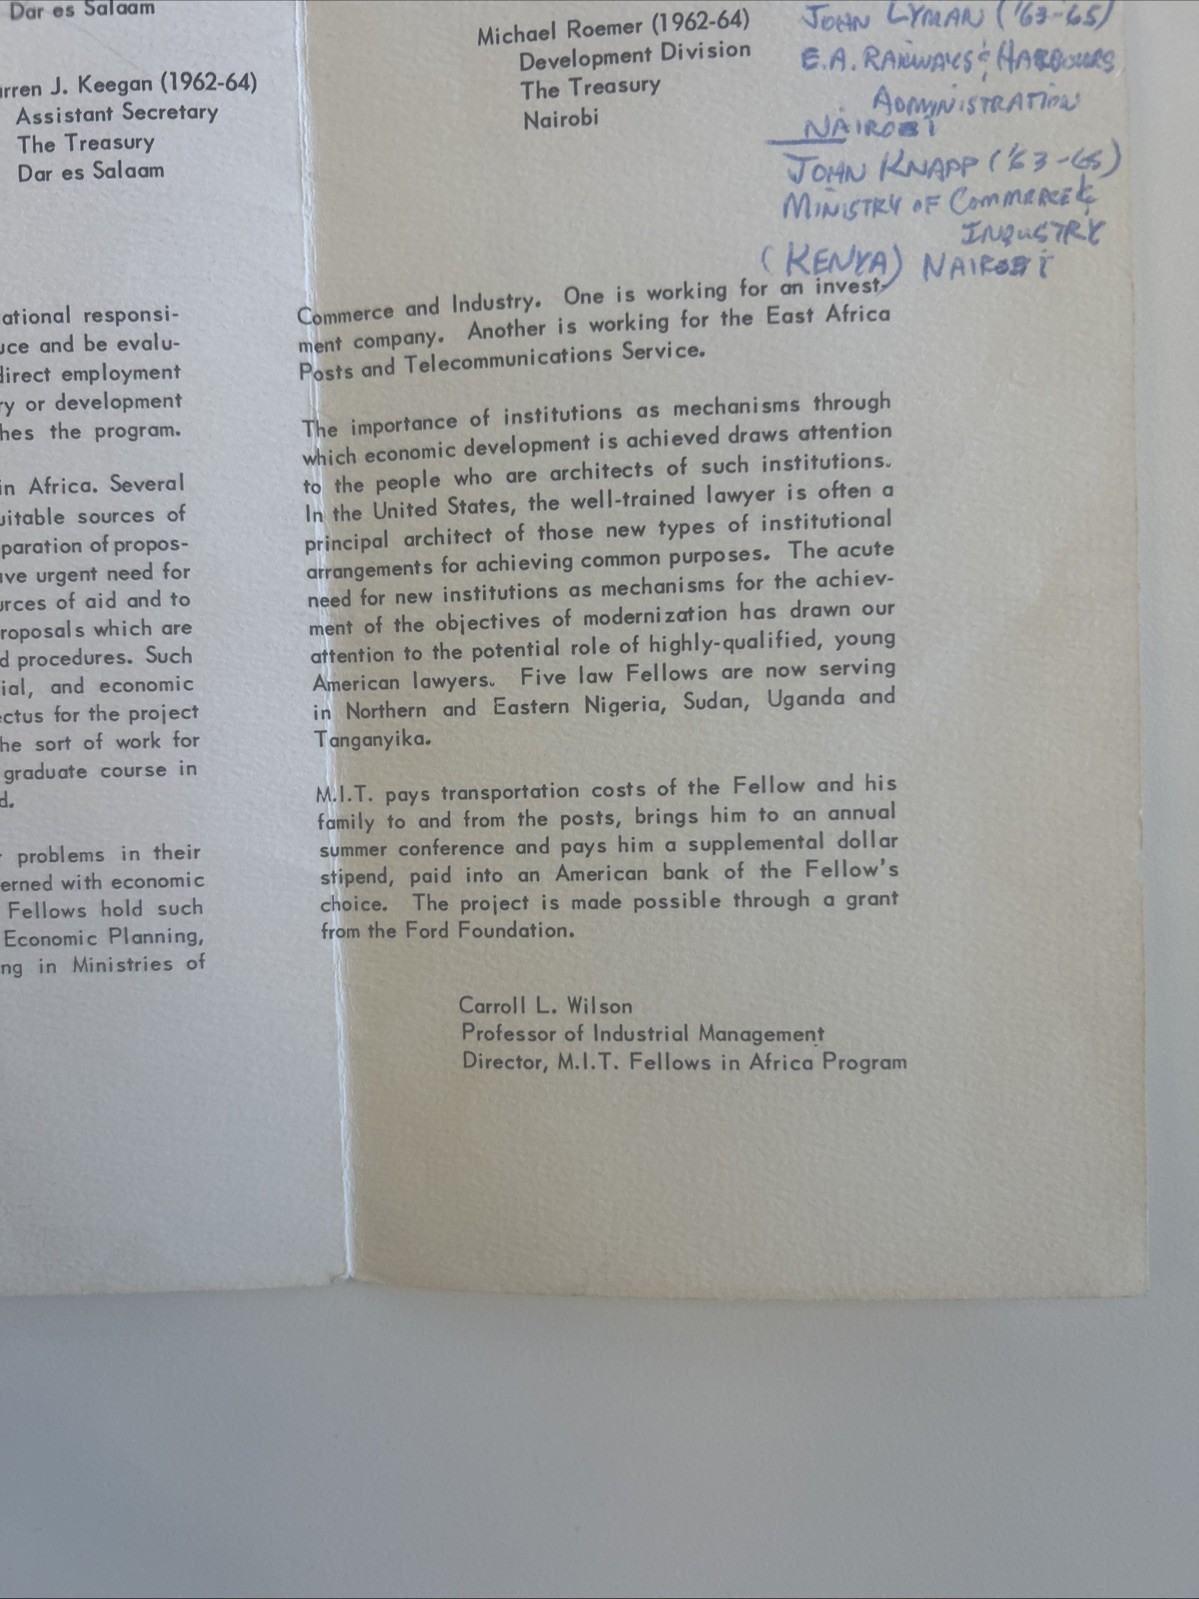 Dar es Salaam
rren J. Keegan (1962-64)
Assistant Secretary
The Treasury
Dar es Salaam
ational responsi-
uce and be evalu-
direct employment
ry or development
hes the program.
in Africa. Several
uitable sources of
paration of propos-
ave urgent need for
urces of aid and to
roposals which are
d procedures. Such
ial, and economic
ectus for the project
he sort of work for
graduate course in
d.
r problems in their
erned with economic
Fellows hold such
Economic Planning,
ng in Ministries of
Michael Roemer (1962-64)
Development Division
The Treasury
Nairobi
JOHN LYMAN ('63-65)
E.A. RAILWAYS & HARBOURS
ADMINISTRATION
NAIROBI
JOHN KNAPP ('63-65)
MINISTRY OF COMMERCE &
INDUSTRY
(KENYA) NAIROBI
Commerce and Industry. One is working for an invest-
ment company. Another is working for the East Africa
Posts and Telecommunications Service.
The importance of institutions as mechanisms through
which economic development is achieved draws attention
to the people who are architects of such institutions.
In the United States, the well-trained lawyer is often a
principal architect of those new types of institutional
arrangements for achieving common purposes. The acute
need for new institutions as mechanisms for the achiev-
ment of the objectives of modernization has drawn our
attention to the potential role of highly-qualified, young
American lawyers. Five law Fellows are now serving
in Northern and Eastern Nigeria, Sudan, Uganda and
Tanganyika.
M.I.T. pays transportation costs of the Fellow and his
family to and from the posts, brings him to an annual
summer conference and pays him a supplemental dollar
stipend, paid into an American bank of the Fellow's
choice. The project is made possible through a grant
from the Ford Foundation.
Carroll L. Wilson
Professor of Industrial Management
Director, M.I.T. Fellows in Africa Program